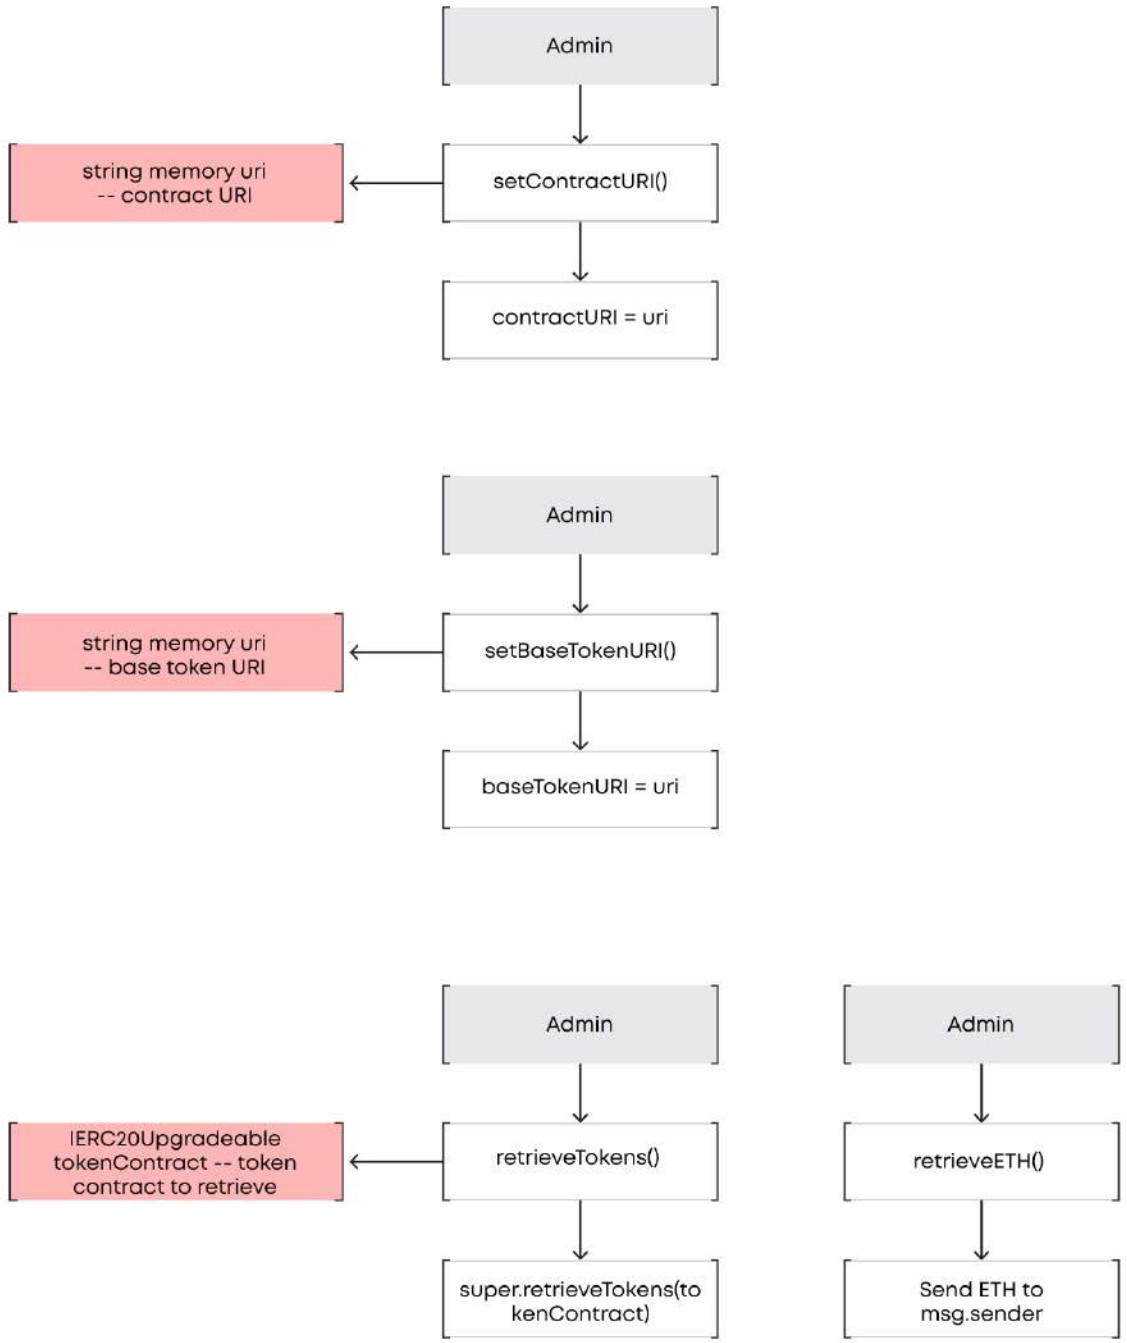 Admin
string memory uri
-- contract URI
setContractURI()
contractURI = uri
Admin
string memory uri
-- base token URI
setBaseTokenURI()
baseTokenURI = uri
Admin
Admin
IERC20Upgradeable
tokenContract -- token
contract to retrieve
retrieveTokens()
retrieveETH()
super.retrieveTokens(to
kenContract)
Send ETH to
msg.sender